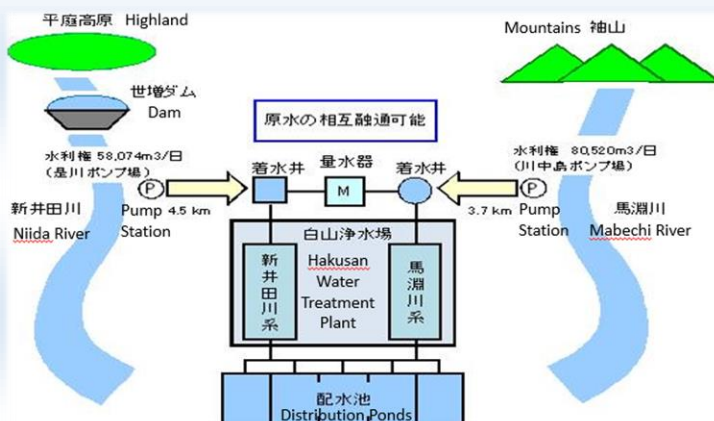 平庭高原 Highland
世増ダム
Dam
水利権 58,074m3/日
(是川ポンプ場)
P
新井田川
Niida River
Pump
Station
4.5 km
原水の相互融通可能
着水井
量水器
着水井
M
白山浄水場
Hakusan
Water
Treatment
Plant
新井田川系
馬淵川系
配水池
Distribution Ponds
Mountains 袖山
水利権 80,520m3/日
(川中島ポンプ場)
P
3.7 km
Pump
Station
馬淵川
Mabechi River